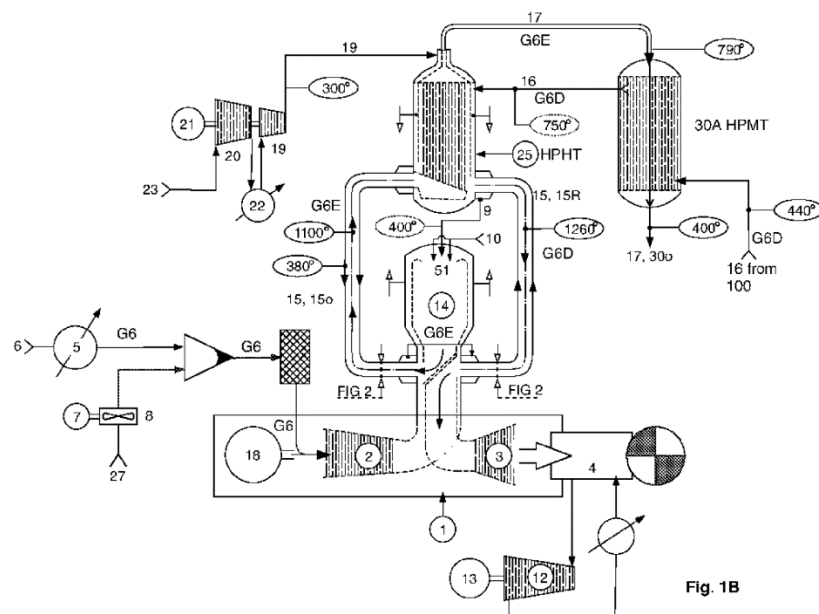 17
G6E
790°
19
16
G6D
300°
750°
30A HPMT
21
20
19
25 HPHT
23
22
G6E
9
15, 15R
440°
1100°
400°
10
1260°
400°
G6D
G6D
380°
51
17, 30o
16 from
100
15, 15o
14
G6
G6E
6
5
G6
FIG 2
FIG 2
7
8
G6
18
2
3
4
27
1
13
12
Fig. 1B